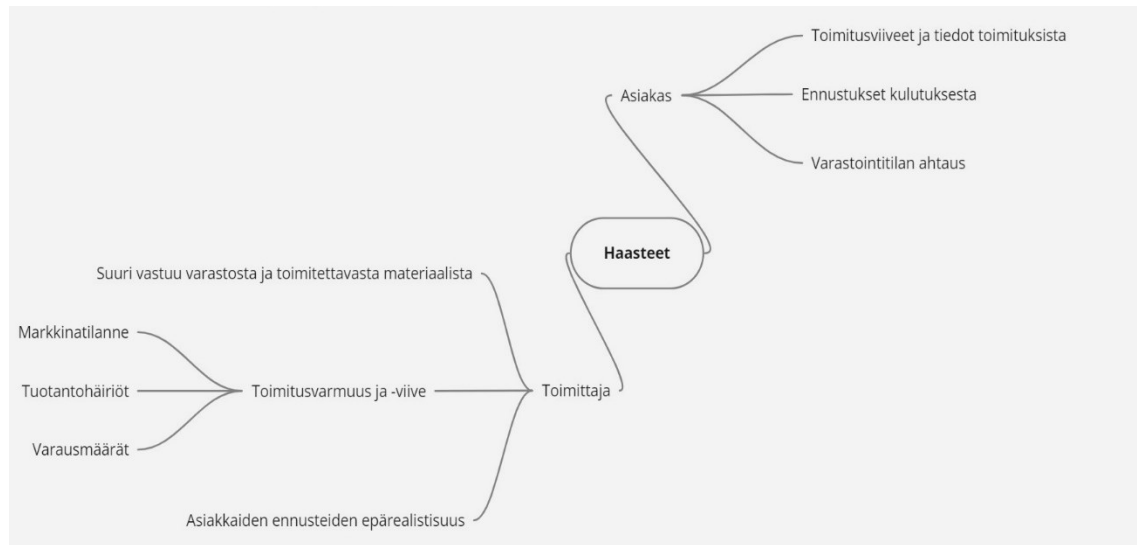 Toimitusviiveet ja tiedot toimituksista
Asiakas
Ennustukset kulutuksesta
Varastointitilan ahtaus
Haasteet
Suuri vastuu varastosta ja toimitettavasta materiaalista
Markkinatilanne
Tuotantohäiriöt
Toimitusvarmuus ja -viive
Toimittaja
Varausmäärät
Asiakkaiden ennusteiden epärealistisuus